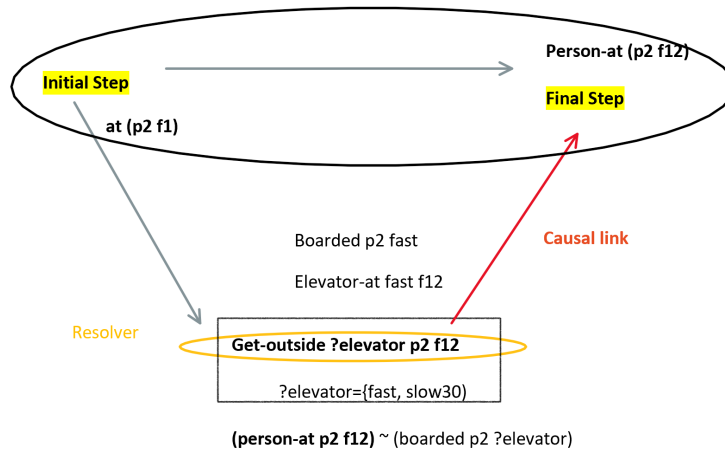 Person-at (p2 f12)
Initial Step
Final Step
at (p2 f1)
Boarded p2 fast
Causal link
Elevator-at fast f12
Resolver
Get-outside ?elevator p2 f12
?elevator={fast, slow30)
(person-at p2 f12) ~ (boarded p2 ?elevator)